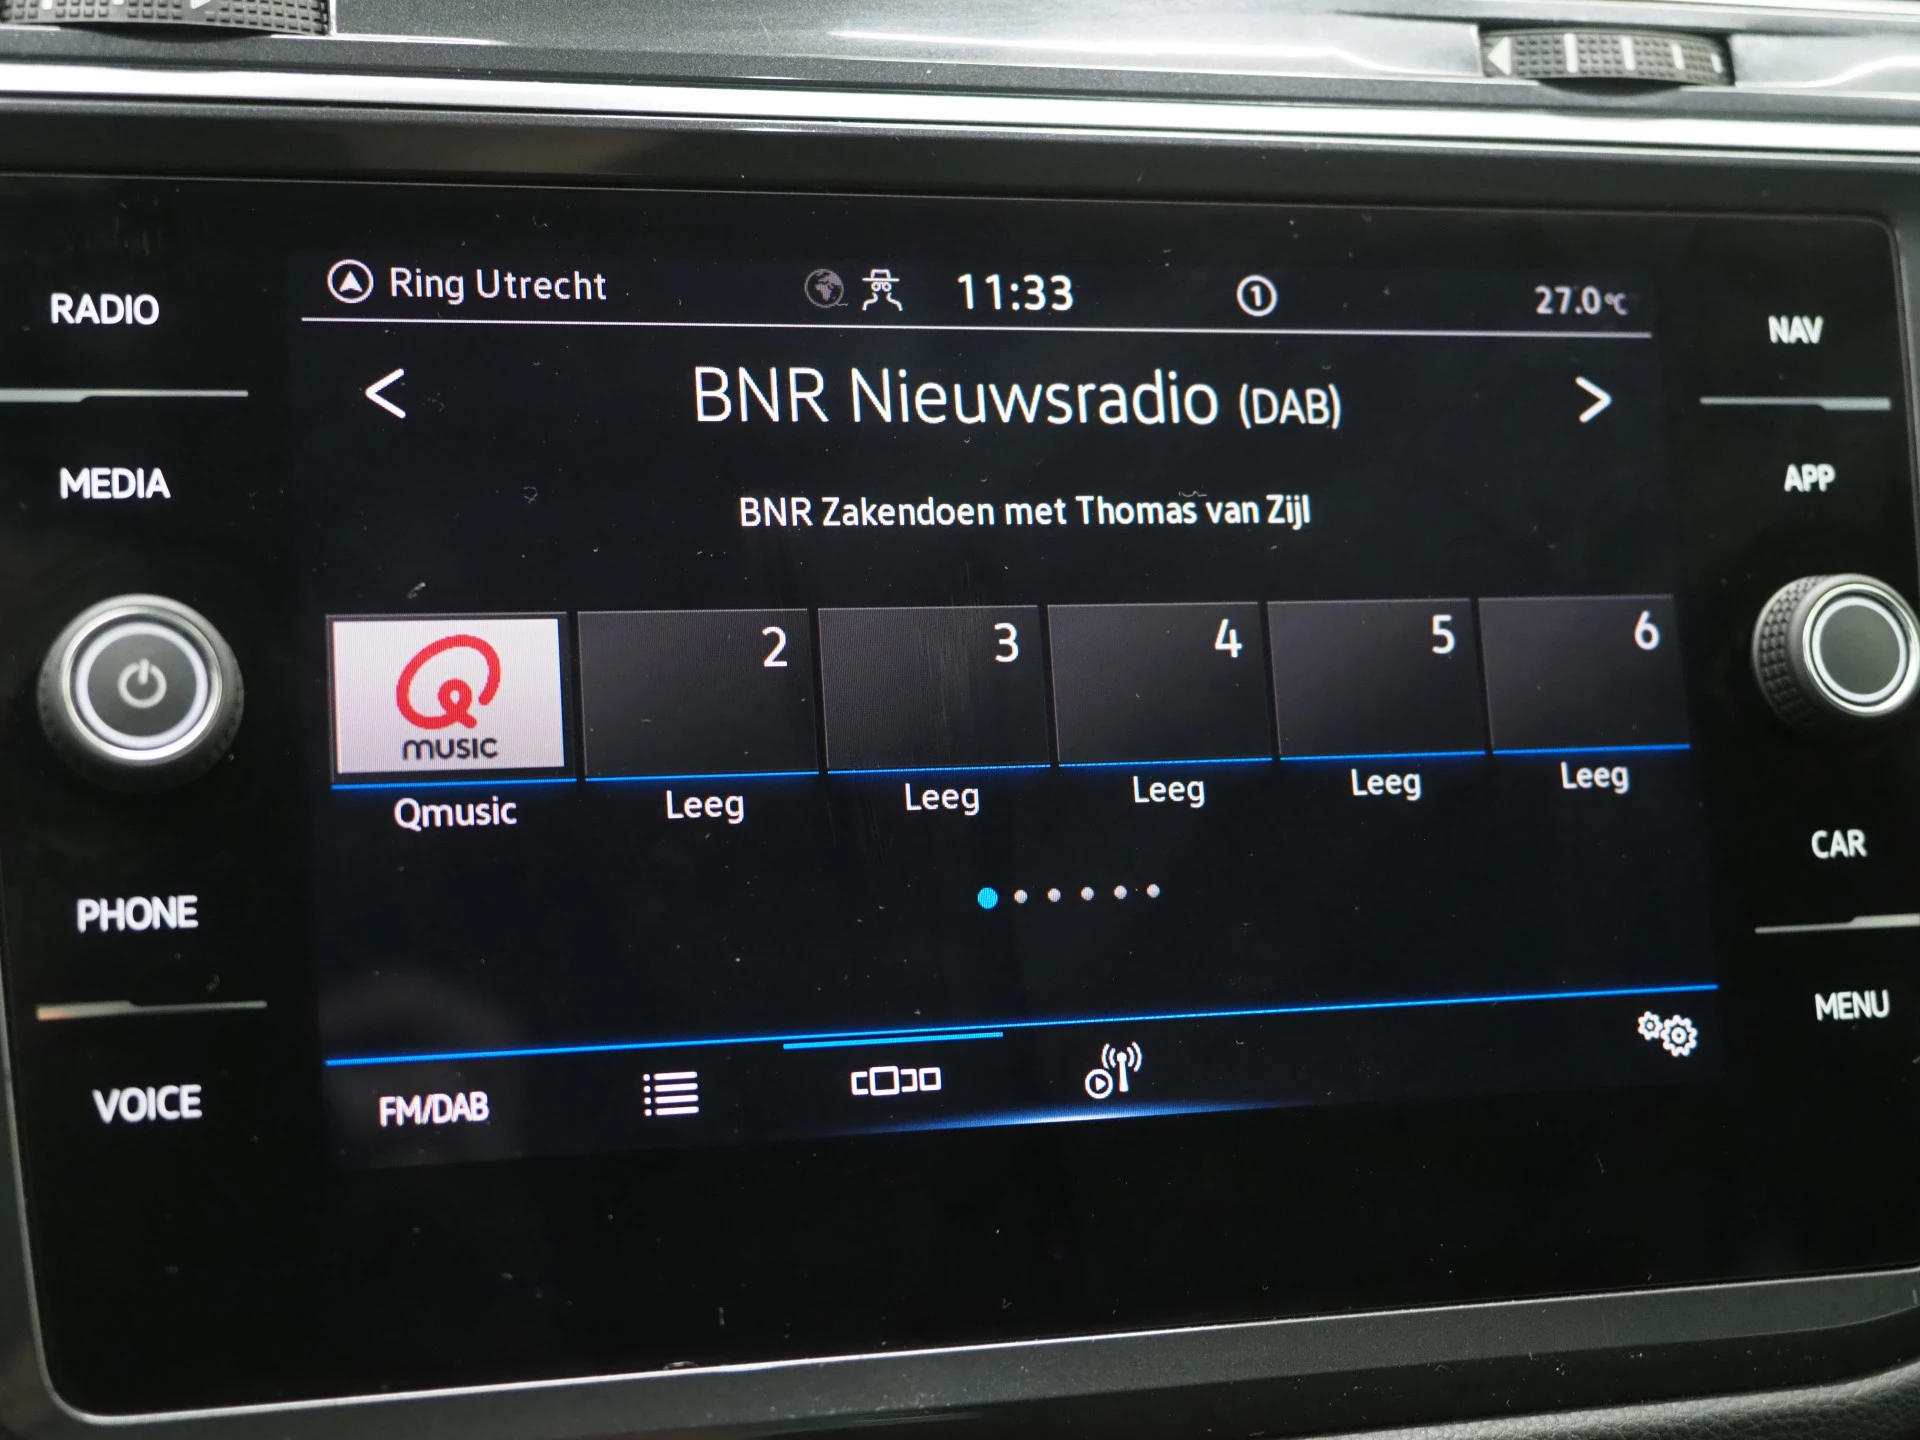 RADIO
MEDIA
PHONE
VOICE
Ring Utrecht
11:33
1
27.0°C
BNR Nieuwsradio (DAB)
BNR Zakendoen met Thomas van Zijl
MUSIC
2
3
4
5
6
Qmusic
Leeg
Leeg
Leeg
Leeg
Leeg
FM/DAB
NAV
APP
CAR
MENU